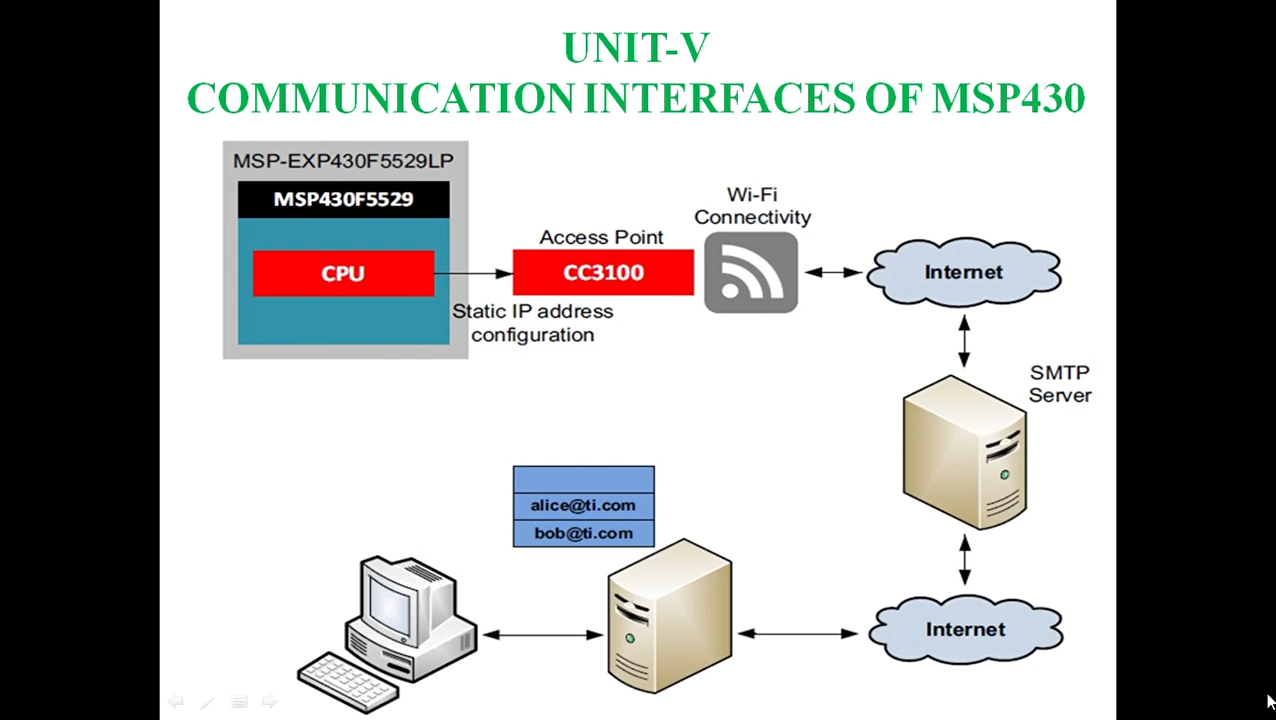 UNIT-V
COMMUNICATION INTERFACES OF MSP430
MSP-EXP430F5529LP
MSP430F5529
CPU
Access Point
CC3100
Static IP address
configuration
Wi-Fi
Connectivity
Internet
SMTP
Server
alice@ti.com
bob@ti.com
Internet